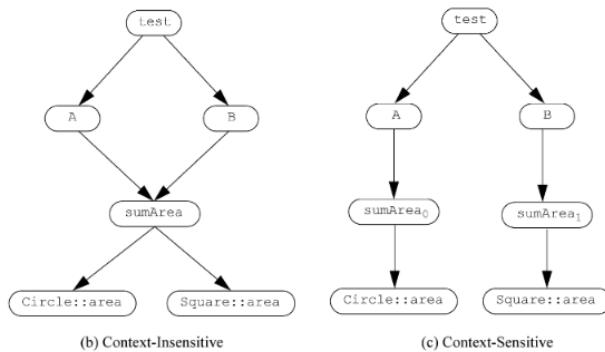 test
A
B
sumArea
Circle::area
Square::area
(b) Context-Insensitive
test
A
B
sumArea0
sumArea1
Circle::area
Square::area
(c) Context-Sensitive